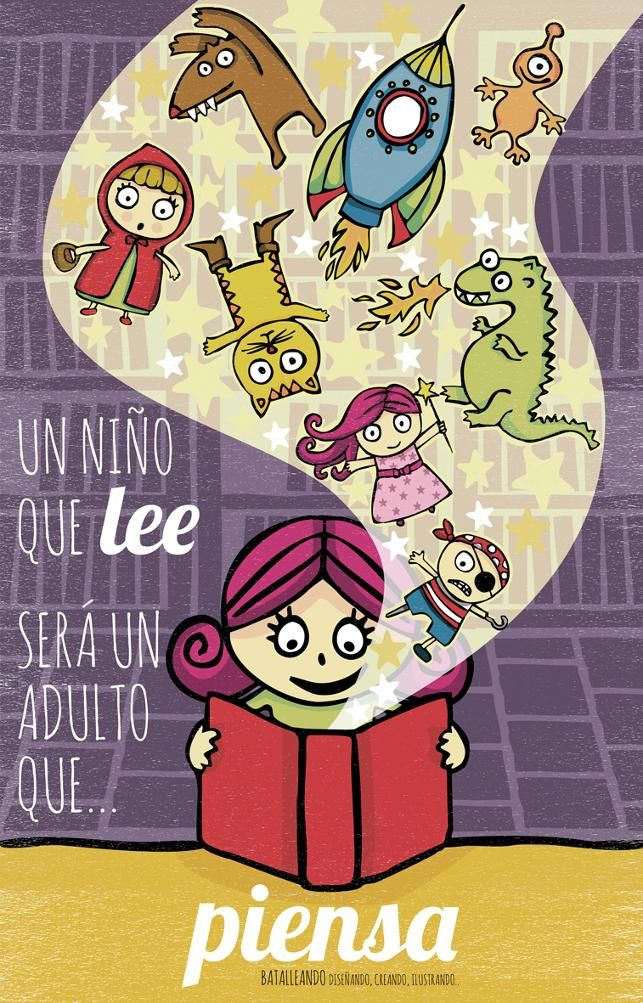 UN NIÑO
QUE lee
SERÁ UN
ADULTO
QUE...
piensa
BATALLEANDO DISEÑANDO, CREANDO, ILUSTRANDO..